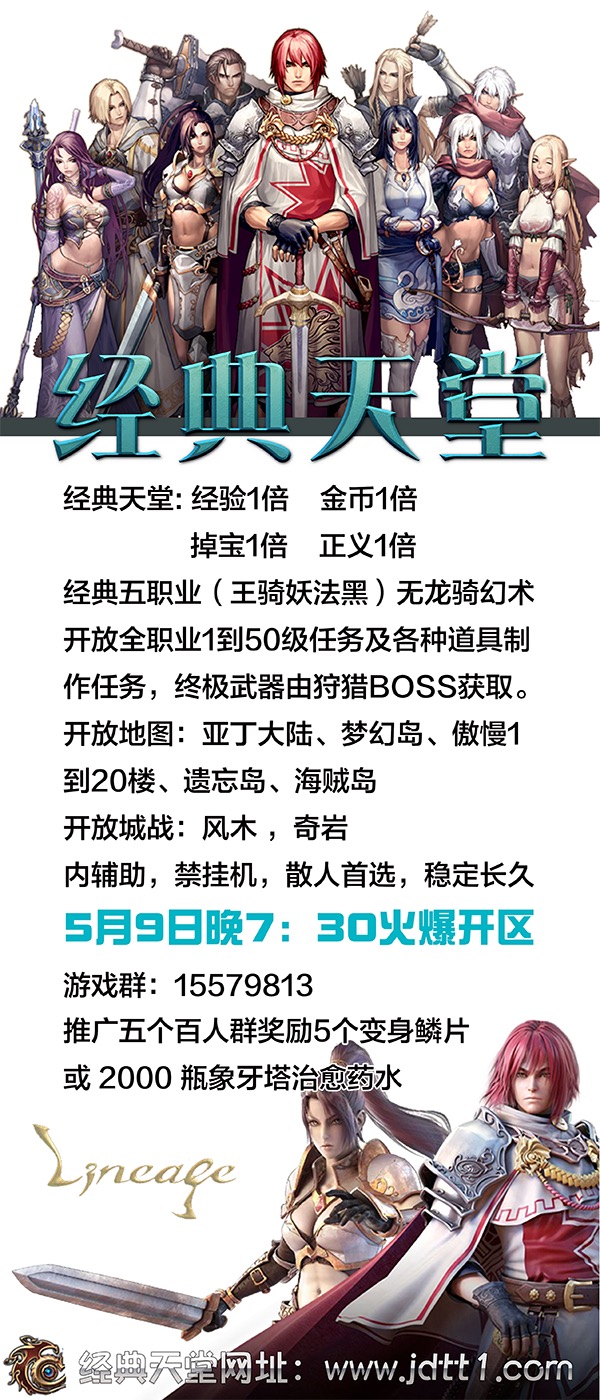 经典天堂
经典天堂: 经验1倍 金币1倍
掉宝1倍 正义1倍
经典五职业（王骑妖法黑）无龙骑幻术
开放全职业1到50级任务及各种道具制
作任务，终极武器由狩猎BOSS获取。
开放地图：亚丁大陆、梦幻岛、傲慢1
到20楼、遗忘岛、海贼岛
开放城战：风木 ，奇岩
内辅助，禁挂机，散人首选，稳定长久
5月9日晚7：30火爆开区
游戏群：15579813
推广五个百人群奖励5个变身鳞片
或 2000 瓶象牙塔治愈药水
Lineage
经典天堂网址：www.jdtt1.com